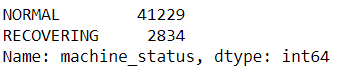 NORMAL 41229
RECOVERING 2834
Name: machine_status, dtype: int64